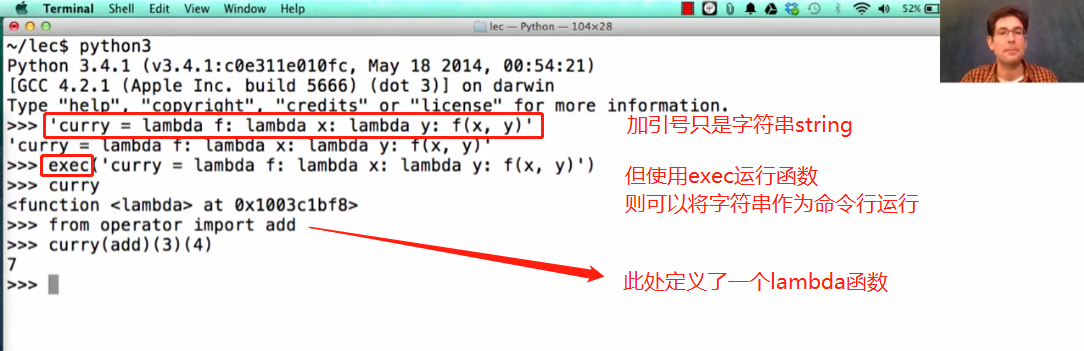 Terminal Shell Edit View Window Help 52%
lec — Python — 104×28
~/lec$ python3
Python 3.4.1 (v3.4.1:c0e311e010fc, May 18 2014, 00:54:21)
[GCC 4.2.1 (Apple Inc. build 5666) (dot 3)] on darwin
Type "help", "copyright", "credits" or "license" for more information.
>>> 'curry = lambda f: lambda x: lambda y: f(x, y)'
加引号只是字符串string
'curry = lambda f: lambda x: lambda y: f(x, y)'
>>> exec('curry = lambda f: lambda x: lambda y: f(x, y)')
但使用exec运行函数
>>> curry
则可以将字符串作为命令行运行
<function <lambda> at 0x1003c1bf8>
>>> from operator import add
>>> curry(add)(3)(4)
7
>>>
此处定义了一个lambda函数